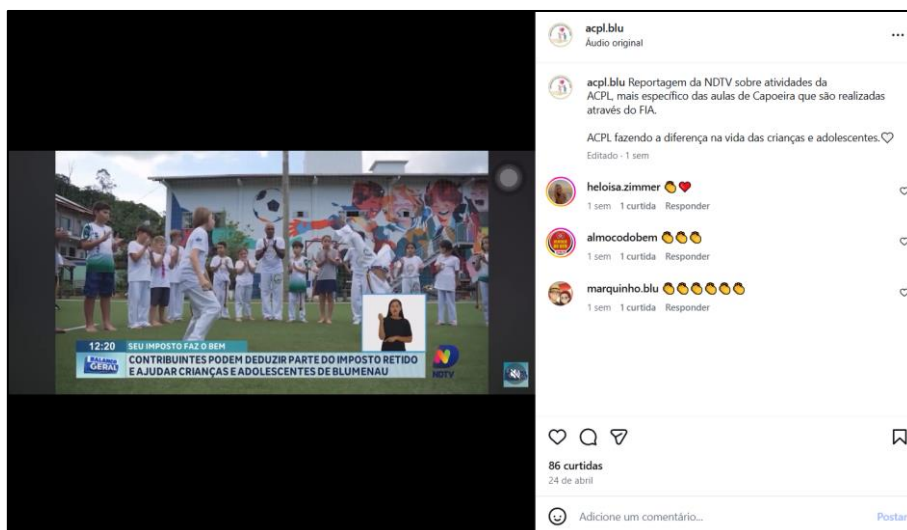 12:20 SEU IMPOSTO FAZ O BEM
BALANÇO
GERAL
CONTRIBUINTES PODEM DEDUZIR PARTE DO IMPOSTO RETIDO
E AJUDAR CRIANÇAS E ADOLESCENTES DE BLUMENAU
NDTV
acpl.blu
Áudio original
acpl.blu Reportagem da NDTV sobre atividades da
ACPL, mais específico das aulas de Capoeira que são realizadas
através do FIA.
ACPL fazendo a diferença na vida das crianças e adolescentes.♡
Editado · 1 sem
heloisa.zimmer 👏❤️
1 sem 1 curtida Responder
almocodobem 👏👏👏
1 sem 1 curtida Responder
marquinho.blu 👏👏👏👏👏👏
1 sem 1 curtida Responder
86 curtidas
24 de abril
Adicione um comentário...
Postar